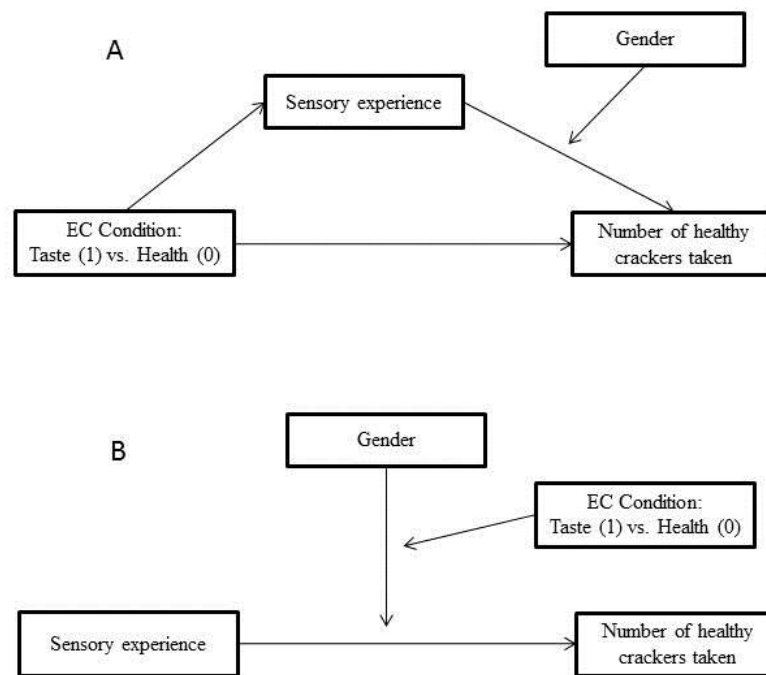 A
Gender
Sensory experience
EC Condition:
Taste (1) vs. Health (0)
Number of healthy
crackers taken
B
Gender
EC Condition:
Taste (1) vs. Health (0)
Sensory experience
Number of healthy
crackers taken